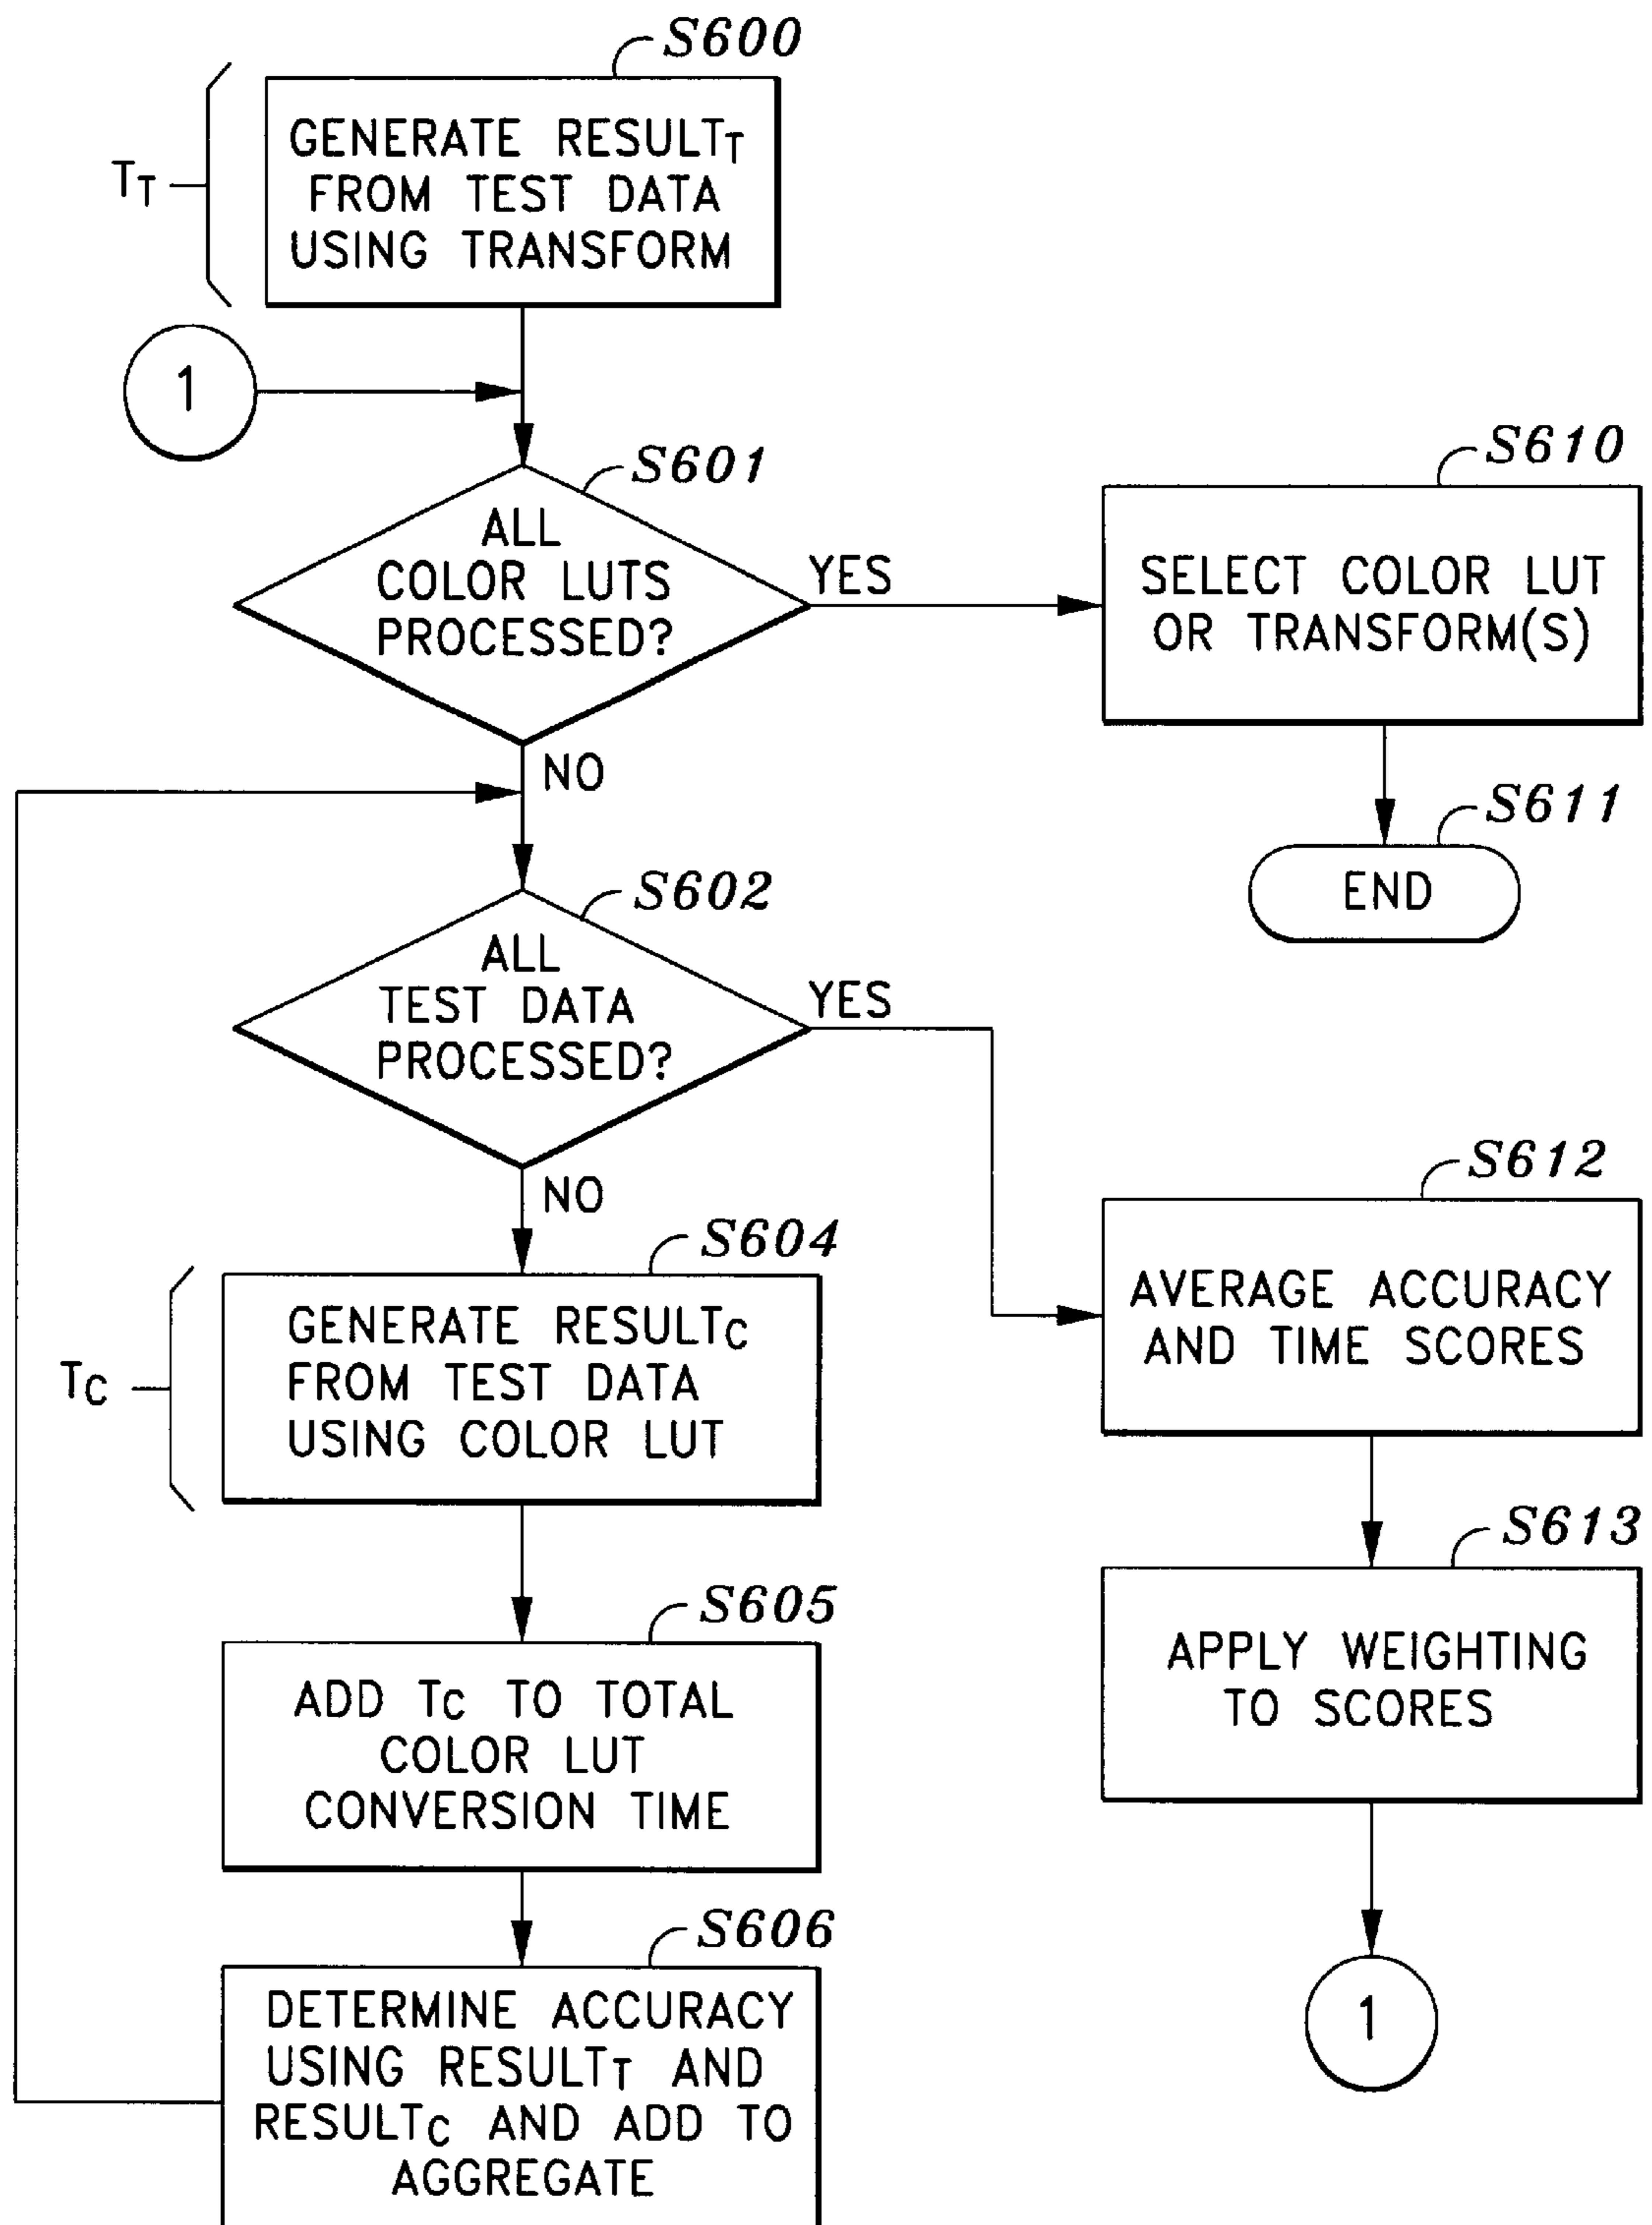 S600
GENERATE RESULTT
FROM TEST DATA
USING TRANSFORM
TT
1
S601
ALL
COLOR LUTS
PROCESSED?
YES
NO
S610
SELECT COLOR LUT
OR TRANSFORM(S)
S611
END
S602
ALL
TEST DATA
PROCESSED?
YES
NO
S604
GENERATE RESULTC
FROM TEST DATA
USING COLOR LUT
TC
S605
ADD TC TO TOTAL
COLOR LUT
CONVERSION TIME
S606
DETERMINE ACCURACY
USING RESULTT AND
RESULTC AND ADD TO
AGGREGATE
S612
AVERAGE ACCURACY
AND TIME SCORES
S613
APPLY WEIGHTING
TO SCORES
1